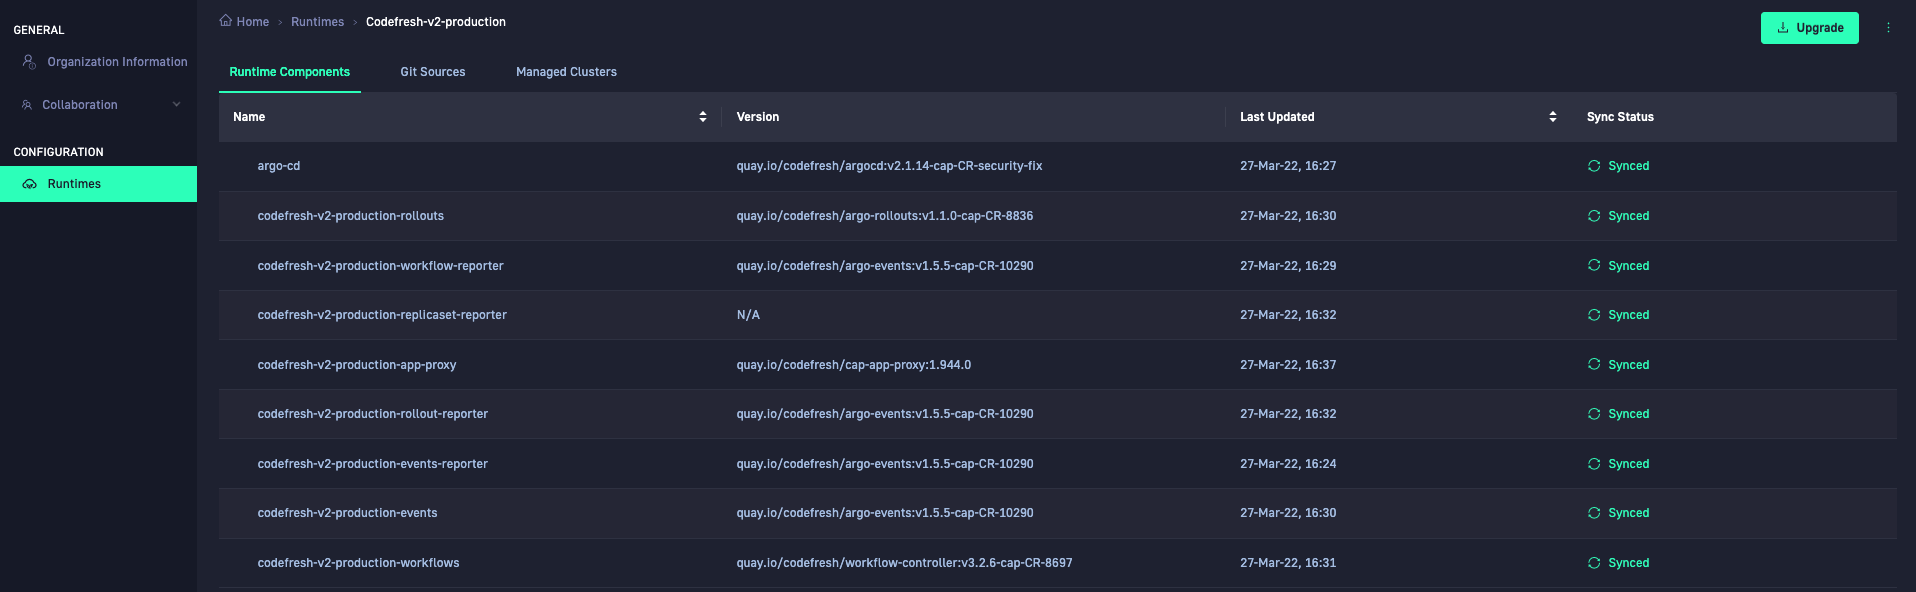 GENERAL
Organization Information
Collaboration
CONFIGURATION
Runtimes
Home › Runtimes › Codefresh-v2-production
Upgrade
Runtime Components Git Sources Managed Clusters
Name Version Last Updated Sync Status
argo-cd quay.io/codefresh/argocd:v2.1.14-cap-CR-security-fix 27-Mar-22, 16:27 Synced
codefresh-v2-production-rollouts quay.io/codefresh/argo-rollouts:v1.1.0-cap-CR-8836 27-Mar-22, 16:30 Synced
codefresh-v2-production-workflow-reporter quay.io/codefresh/argo-events:v1.5.5-cap-CR-10290 27-Mar-22, 16:29 Synced
codefresh-v2-production-replicaset-reporter N/A 27-Mar-22, 16:32 Synced
codefresh-v2-production-app-proxy quay.io/codefresh/cap-app-proxy:1.944.0 27-Mar-22, 16:37 Synced
codefresh-v2-production-rollout-reporter quay.io/codefresh/argo-events:v1.5.5-cap-CR-10290 27-Mar-22, 16:32 Synced
codefresh-v2-production-events-reporter quay.io/codefresh/argo-events:v1.5.5-cap-CR-10290 27-Mar-22, 16:24 Synced
codefresh-v2-production-events quay.io/codefresh/argo-events:v1.5.5-cap-CR-10290 27-Mar-22, 16:30 Synced
codefresh-v2-production-workflows quay.io/codefresh/workflow-controller:v3.2.6-cap-CR-8697 27-Mar-22, 16:31 Synced